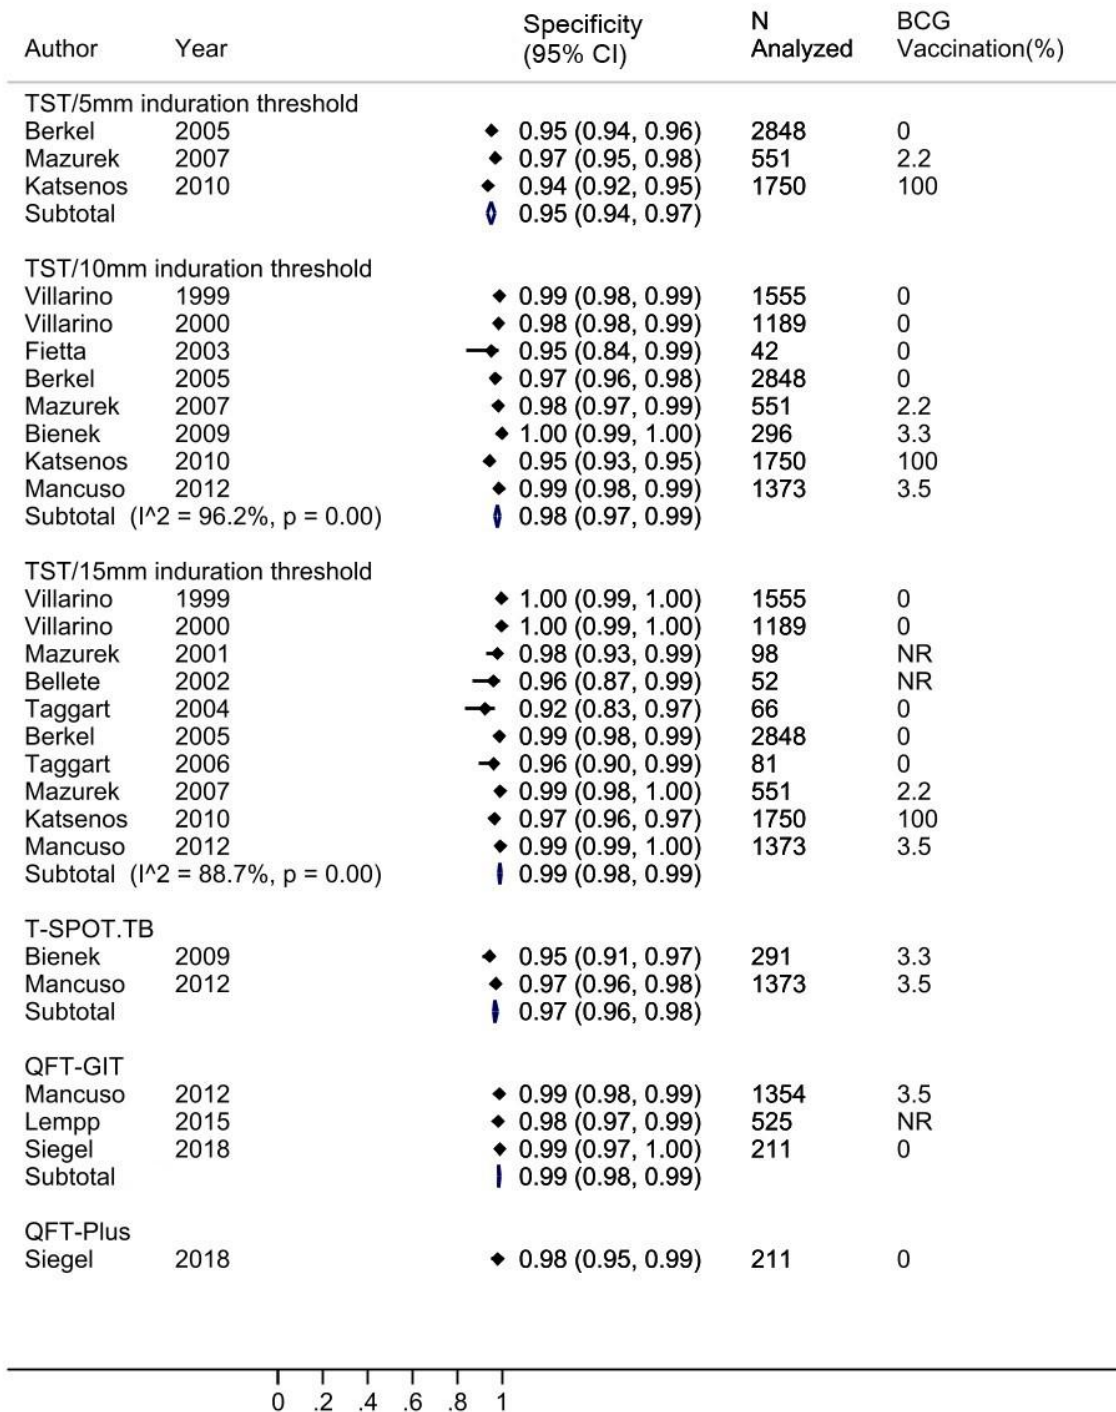 Author Year Specificity (95% CI) N Analyzed BCG Vaccination(%)
TST/5mm induration threshold
Berkel 2005 0.95 (0.94, 0.96) 2848 0
Mazurek 2007 0.97 (0.95, 0.98) 551 2.2
Katsenos 2010 0.94 (0.92, 0.95) 1750 100
Subtotal 0.95 (0.94, 0.97)
TST/10mm induration threshold
Villarino 1999 0.99 (0.98, 0.99) 1555 0
Villarino 2000 0.98 (0.98, 0.99) 1189 0
Fietta 2003 0.95 (0.84, 0.99) 42 0
Berkel 2005 0.97 (0.96, 0.98) 2848 0
Mazurek 2007 0.98 (0.97, 0.99) 551 2.2
Bienek 2009 1.00 (0.99, 1.00) 296 3.3
Katsenos 2010 0.95 (0.93, 0.95) 1750 100
Mancuso 2012 0.99 (0.98, 0.99) 1373 3.5
Subtotal (I^2 = 96.2%, p = 0.00) 0.98 (0.97, 0.99)
TST/15mm induration threshold
Villarino 1999 1.00 (0.99, 1.00) 1555 0
Villarino 2000 1.00 (0.99, 1.00) 1189 0
Mazurek 2001 0.98 (0.93, 0.99) 98 NR
Bellete 2002 0.96 (0.87, 0.99) 52 NR
Taggart 2004 0.92 (0.83, 0.97) 66 0
Berkel 2005 0.99 (0.98, 0.99) 2848 0
Taggart 2006 0.96 (0.90, 0.99) 81 0
Mazurek 2007 0.99 (0.98, 1.00) 551 2.2
Katsenos 2010 0.97 (0.96, 0.97) 1750 100
Mancuso 2012 0.99 (0.99, 1.00) 1373 3.5
Subtotal (I^2 = 88.7%, p = 0.00) 0.99 (0.98, 0.99)
T-SPOT.TB
Bienek 2009 0.95 (0.91, 0.97) 291 3.3
Mancuso 2012 0.97 (0.96, 0.98) 1373 3.5
Subtotal 0.97 (0.96, 0.98)
QFT-GIT
Mancuso 2012 0.99 (0.98, 0.99) 1354 3.5
Lempp 2015 0.98 (0.97, 0.99) 525 NR
Siegel 2018 0.99 (0.97, 1.00) 211 0
Subtotal 0.99 (0.98, 0.99)
QFT-Plus
Siegel 2018 0.98 (0.95, 0.99) 211 0
0 .2 .4 .6 .8 1